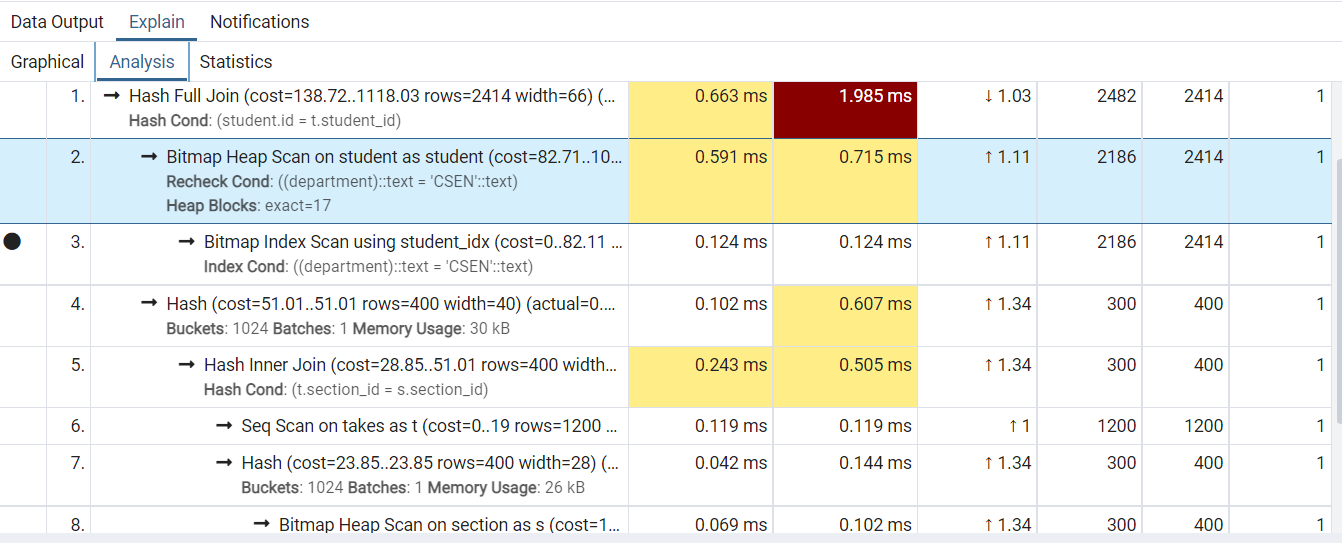 Data Output Explain Notifications
Graphical Analysis Statistics
1. → Hash Full Join (cost=138.72..1118.03 rows=2414 width=66) (... 0.663 ms 1.985 ms ↓ 1.03 2482 2414 1
Hash Cond: (student.id = t.student_id)
2. → Bitmap Heap Scan on student as student (cost=82.71..10... 0.591 ms 0.715 ms ↑ 1.11 2186 2414 1
Recheck Cond: ((department)::text = 'CSEN'::text)
Heap Blocks: exact=17
3. → Bitmap Index Scan using student_idx (cost=0..82.11 ... 0.124 ms 0.124 ms ↑ 1.11 2186 2414 1
Index Cond: ((department)::text = 'CSEN'::text)
4. → Hash (cost=51.01..51.01 rows=400 width=40) (actual=0.... 0.102 ms 0.607 ms ↑ 1.34 300 400 1
Buckets: 1024 Batches: 1 Memory Usage: 30 kB
5. → Hash Inner Join (cost=28.85..51.01 rows=400 width... 0.243 ms 0.505 ms ↑ 1.34 300 400 1
Hash Cond: (t.section_id = s.section_id)
6. → Seq Scan on takes as t (cost=0..19 rows=1200 ... 0.119 ms 0.119 ms ↑ 1 1200 1200 1
7. → Hash (cost=23.85..23.85 rows=400 width=28) (... 0.042 ms 0.144 ms ↑ 1.34 300 400 1
Buckets: 1024 Batches: 1 Memory Usage: 26 kB
8. → Bitmap Heap Scan on section as s (cost=1... 0.069 ms 0.102 ms ↑ 1.34 300 400 1